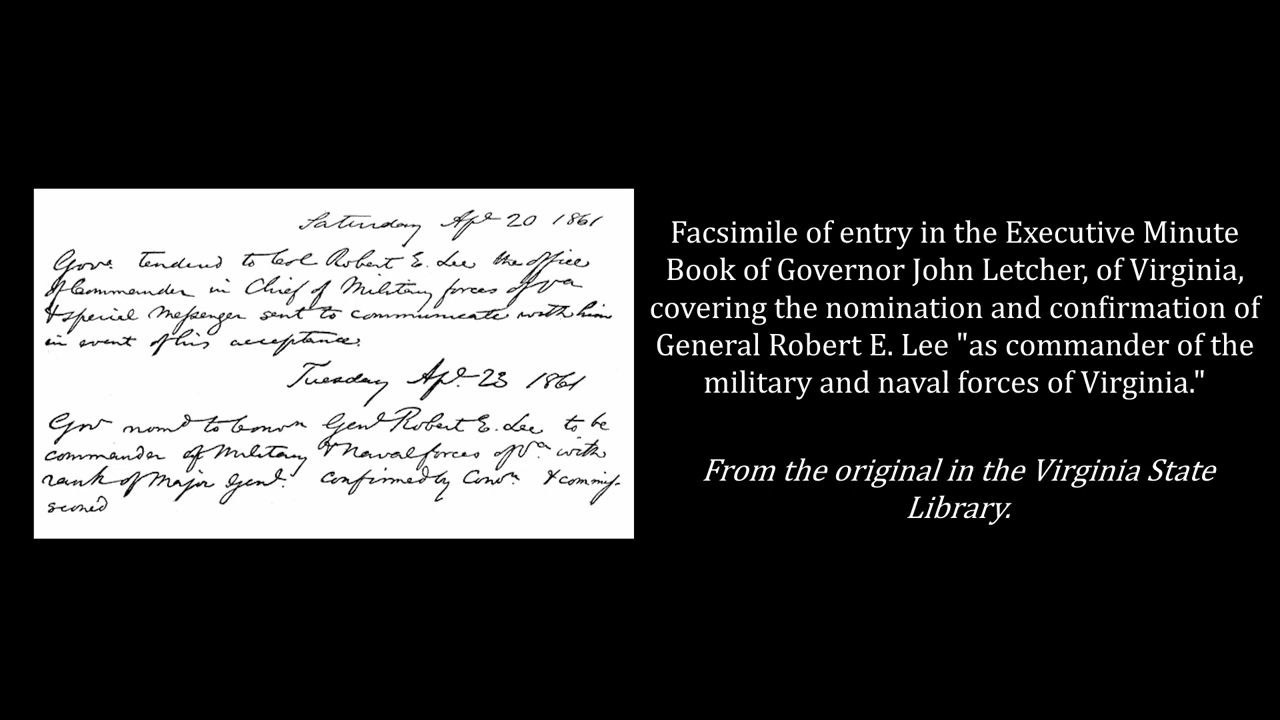 Saturday Apl 20 1861
Govr. tendered to Col Robert E. Lee the office
of Commander in Chief of Military forces of Va
& special Messenger sent to communicate with him
in event of his acceptance.
Tuesday Apl. 23 1861
Govr nomd to Convn Genl Robert E. Lee to be
commander of Military & Naval forces of Va. with
rank of Major Genl. confirmed by Convn. & commis-
sioned
Facsimile of entry in the Executive Minute
Book of Governor John Letcher, of Virginia,
covering the nomination and confirmation of
General Robert E. Lee "as commander of the
military and naval forces of Virginia."
From the original in the Virginia State
Library.